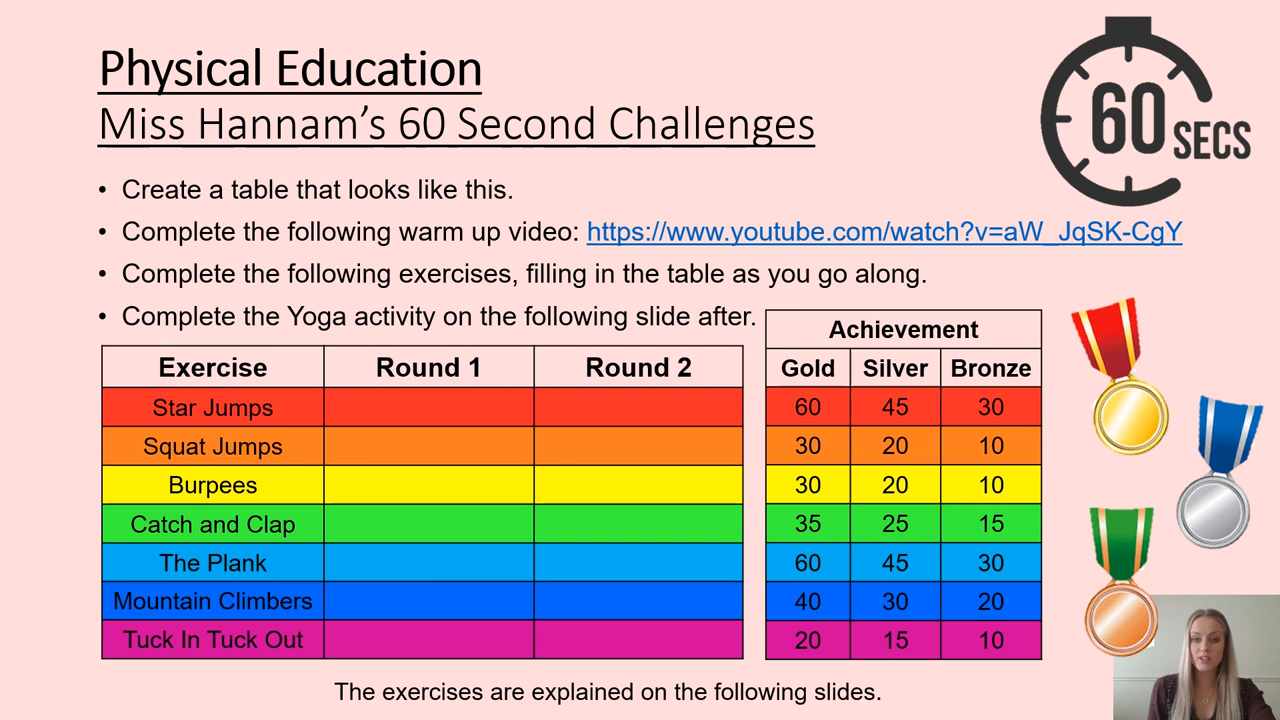 Physical Education
Miss Hannam’s 60 Second Challenges
60 SECS
• Create a table that looks like this.
• Complete the following warm up video: https://www.youtube.com/watch?v=aW_JqSK-CgY
• Complete the following exercises, filling in the table as you go along.
• Complete the Yoga activity on the following slide after.
Exercise Round 1 Round 2
Star Jumps
Squat Jumps
Burpees
Catch and Clap
The Plank
Mountain Climbers
Tuck In Tuck Out
Achievement
Gold Silver Bronze
60 45 30
30 20 10
30 20 10
35 25 15
60 45 30
40 30 20
20 15 10
The exercises are explained on the following slides.